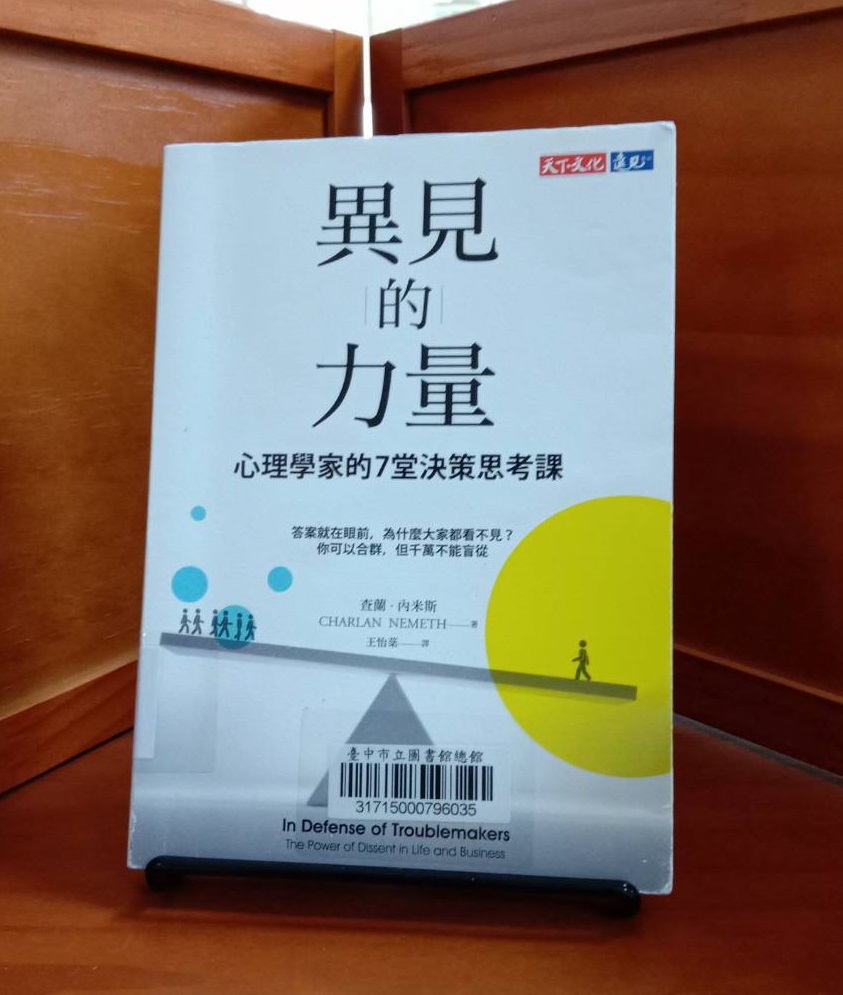 天下文化 遠見
異見
的
力量
心理學家的7堂決策思考課
答案就在眼前，為什麼大家都看不見？
你可以合群，但千萬不能盲從
查蘭·內米斯
CHARLAN NEMETH——著
王怡棻——譯
臺中市立圖書館總館
31715000796035
In Defense of Troublemakers
The Power of Dissent in Life and Business